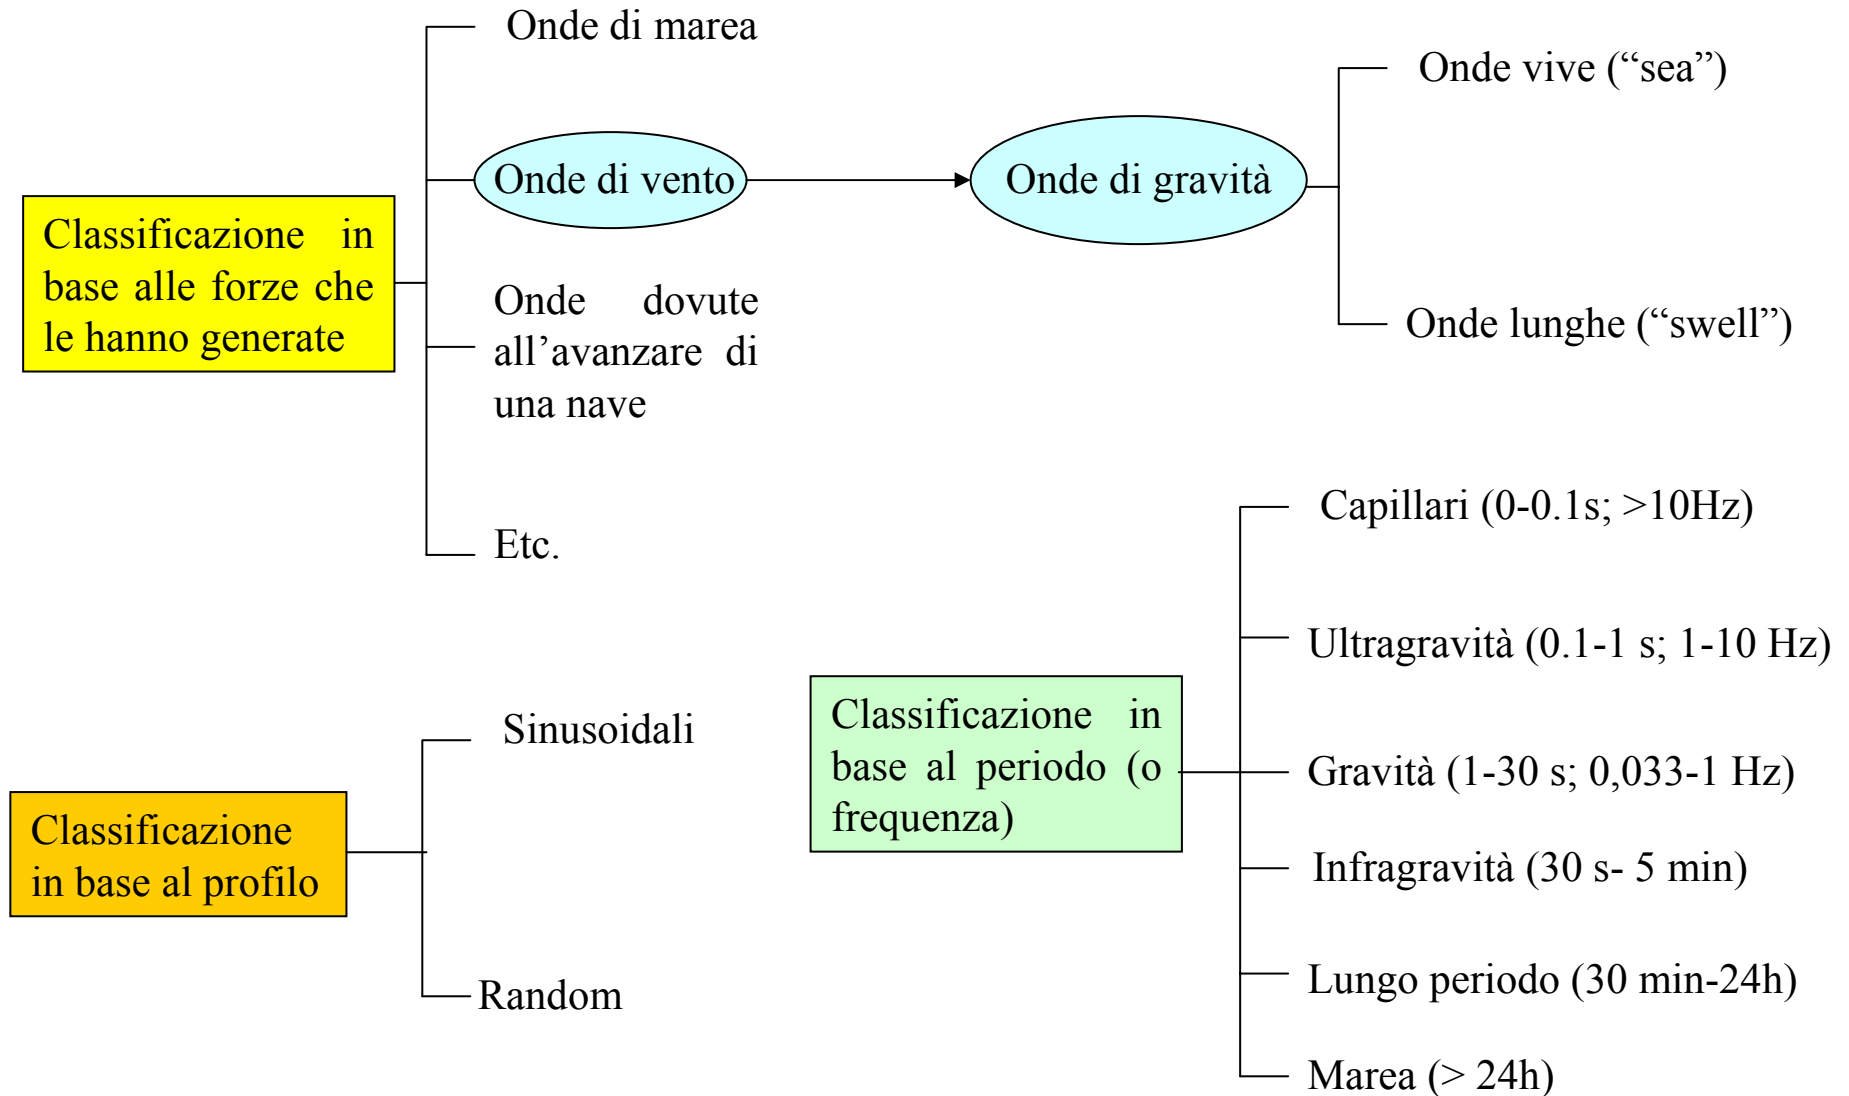 Classificazione in
base alle forze che
le hanno generate
Onde di marea
Onde di vento
Onde dovute
all’avanzare di
una nave
Etc.
Onde di gravità
Onde vive (“sea”)
Onde lunghe (“swell”)
Classificazione
in base al profilo
Sinusoidali
Random
Classificazione in
base al periodo (o
frequenza)
Capillari (0-0.1s; >10Hz)
Ultragravità (0.1-1 s; 1-10 Hz)
Gravità (1-30 s; 0,033-1 Hz)
Infragravità (30 s- 5 min)
Lungo periodo (30 min-24h)
Marea (> 24h)